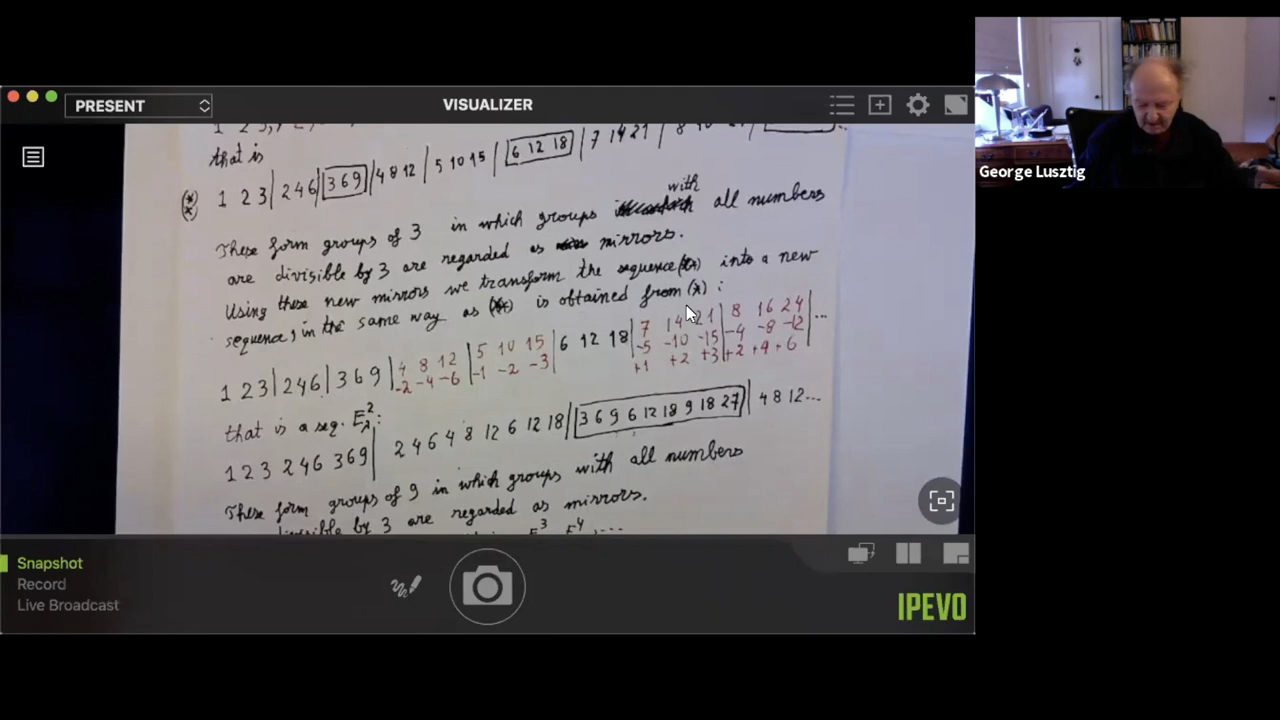 PRESENT
VISUALIZER
that is
(**) 1 2 3 | 2 4 6 | 3 6 9 | 4 8 12 | 5 10 15 | 6 12 18 | 7 14 21 |
These form groups of 3 in which groups with all numbers
are divisible by 3 are regarded as mirrors.
Using these new mirrors we transform the sequence (**) into a new
sequence, in the same way as (**) is obtained from (*) :
1 2 3 | 2 4 6 | 3 6 9 | 4 8 12 | 5 10 15 | 6 12 18 | 7 14 21 | 8 16 24 | ...
-2 -4 -6 | -1 -2 -3 | -5 -10 -15 | -4 -8 -12
+1 +2 +3 | +2 +4 +6
that is a seq. E²_λ:
1 2 3 2 4 6 3 6 9 | 2 4 6 4 8 12 6 12 18 | 3 6 9 6 12 18 9 18 27 | 4 8 12...
These form groups of 9 in which groups with all numbers
divisible by 3 are regarded as mirrors.
George Lusztig
Snapshot
Record
Live Broadcast
IPEVO